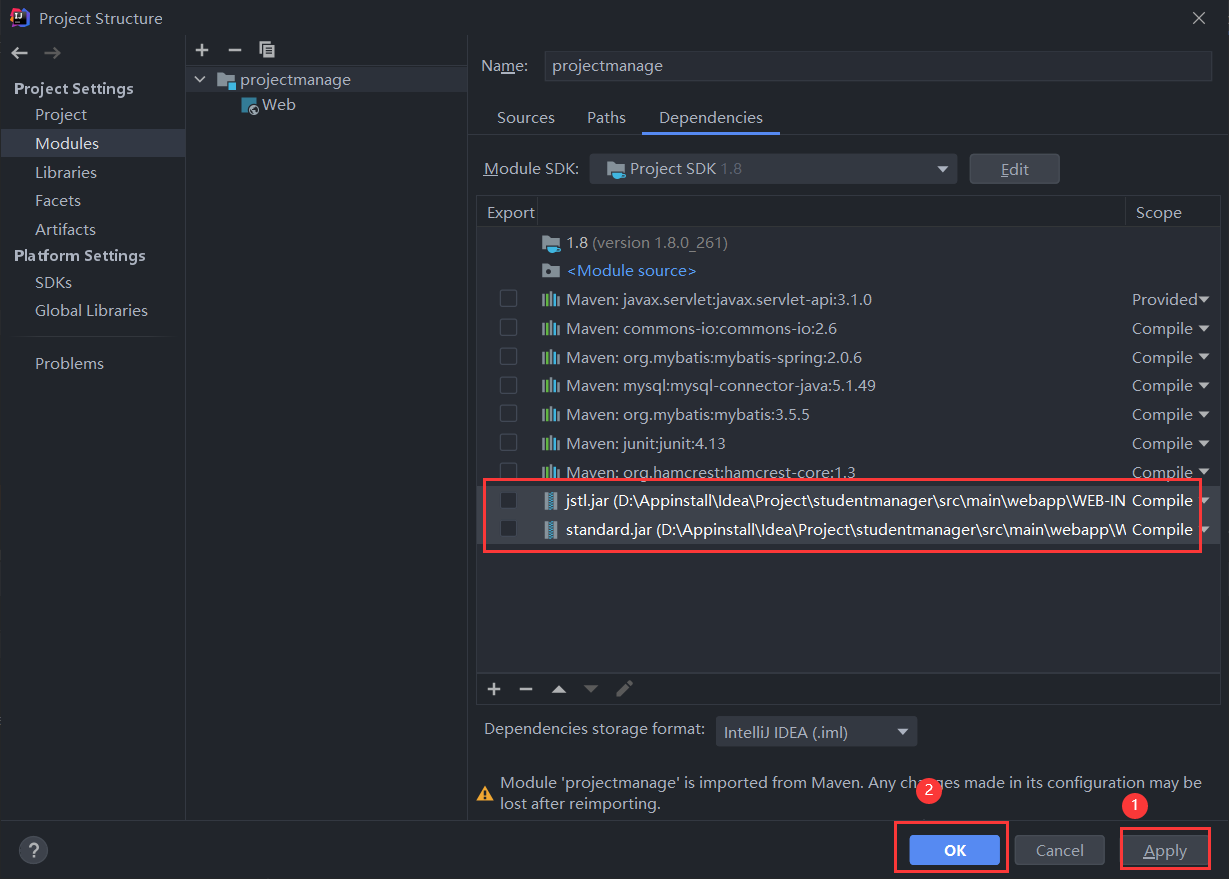 Project Structure
Project Settings
Project
Modules
Libraries
Facets
Artifacts
Platform Settings
SDKs
Global Libraries
Problems
projectmanage
Web
Name: projectmanage
Sources Paths Dependencies
Module SDK: Project SDK 1.8 Edit
Export Scope
1.8 (version 1.8.0_261)
<Module source>
Maven: javax.servlet:javax.servlet-api:3.1.0 Provided
Maven: commons-io:commons-io:2.6 Compile
Maven: org.mybatis:mybatis-spring:2.0.6 Compile
Maven: mysql:mysql-connector-java:5.1.49 Compile
Maven: org.mybatis:mybatis:3.5.5 Compile
Maven: junit:junit:4.13 Compile
Maven: org.hamcrest:hamcrest-core:1.3 Compile
jstl.jar (D:\Appinstall\Idea\Project\studentmanager\src\main\webapp\WEB-IN Compile
standard.jar (D:\Appinstall\Idea\Project\studentmanager\src\main\webapp\W Compile
Dependencies storage format: IntelliJ IDEA (.iml)
Module 'projectmanage' is imported from Maven. Any changes made in its configuration may be
lost after reimporting.
2
1
? OK Cancel Apply